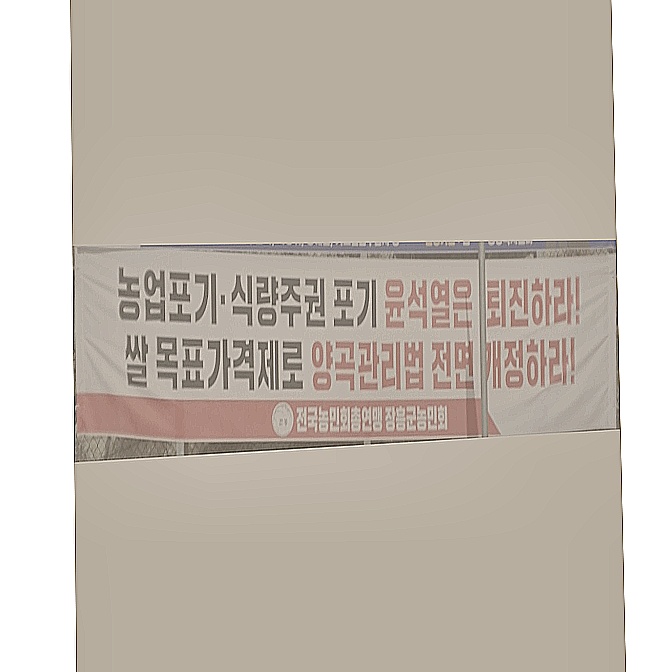 농업포기·식량주권 포기 윤석열은 퇴진하라!
쌀 목표가격제로 양곡관리법 전면 개정하라!
전국농민회총연맹 장흥군농민회